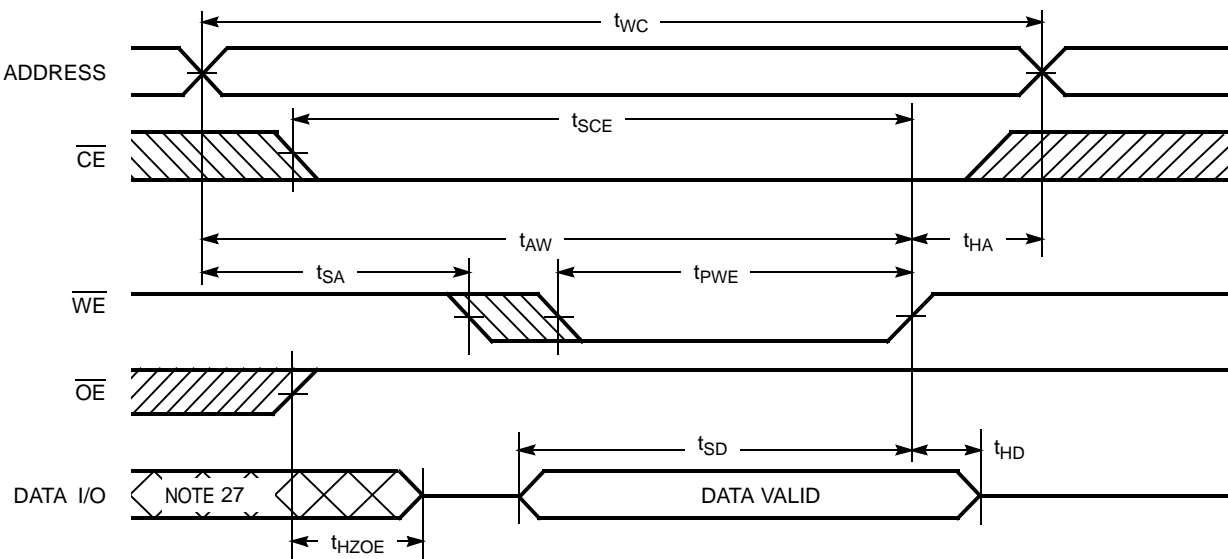 tWC
ADDRESS
tSCE
CE
tAW
tHA
tSA
tPWE
WE
OE
tSD
tHD
DATA I/O
NOTE 27
DATA VALID
tHZOE